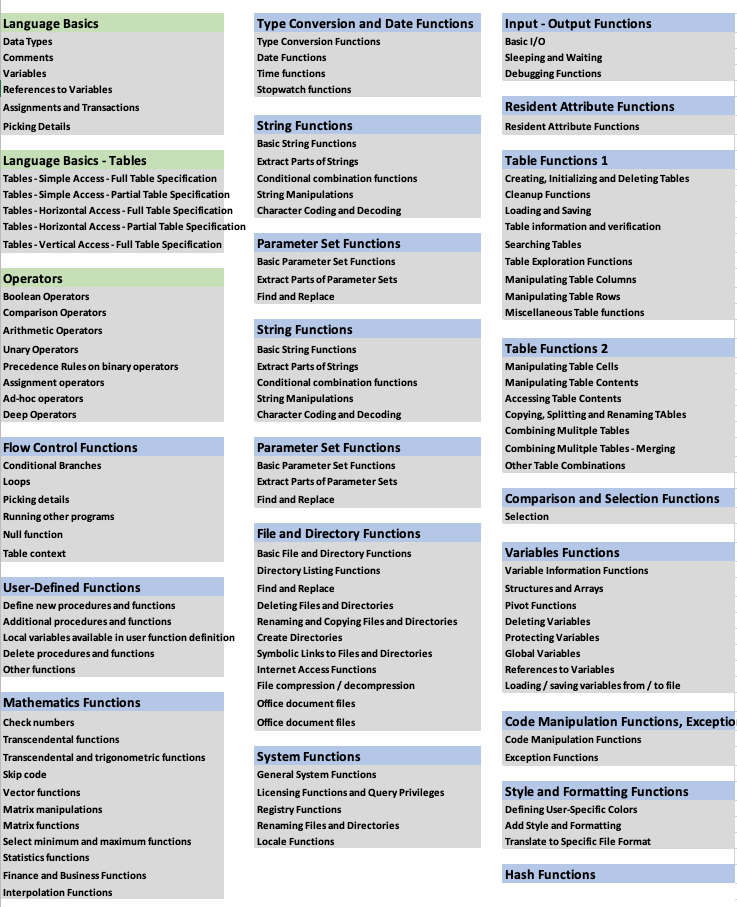 Language Basics
Data Types
Comments
Variables
References to Variables
Assignments and Transactions
Picking Details
Language Basics - Tables
Tables - Simple Access - Full Table Specification
Tables - Simple Access - Partial Table Specification
Tables - Horizontal Access - Full Table Specification
Tables - Horizontal Access - Partial Table Specification
Tables - Vertical Access - Full Table Specification
Operators
Boolean Operators
Comparison Operators
Arithmetic Operators
Unary Operators
Precedence Rules on binary operators
Assignment operators
Ad-hoc operators
Deep Operators
Flow Control Functions
Conditional Branches
Loops
Picking details
Running other programs
Null function
Table context
User-Defined Functions
Define new procedures and functions
Additional procedures and functions
Local variables available in user function definition
Delete procedures and functions
Other functions
Mathematics Functions
Check numbers
Transcendental functions
Transcendental and trigonometric functions
Skip code
Vector functions
Matrix manipulations
Matrix functions
Select minimum and maximum functions
Statistics functions
Finance and Business Functions
Interpolation Functions
Type Conversion and Date Functions
Type Conversion Functions
Date Functions
Time functions
Stopwatch functions
String Functions
Basic String Functions
Extract Parts of Strings
Conditional combination functions
String Manipulations
Character Coding and Decoding
Parameter Set Functions
Basic Parameter Set Functions
Extract Parts of Parameter Sets
Find and Replace
String Functions
Basic String Functions
Extract Parts of Strings
Conditional combination functions
String Manipulations
Character Coding and Decoding
Parameter Set Functions
Basic Parameter Set Functions
Extract Parts of Parameter Sets
Find and Replace
File and Directory Functions
Basic File and Directory Functions
Directory Listing Functions
Find and Replace
Deleting Files and Directories
Renaming and Copying Files and Directories
Create Directories
Symbolic Links to Files and Directories
Internet Access Functions
File compression / decompression
Office document files
Office document files
System Functions
General System Functions
Licensing Functions and Query Privileges
Registry Functions
Renaming Files and Directories
Locale Functions
Input - Output Functions
Basic I/O
Sleeping and Waiting
Debugging Functions
Resident Attribute Functions
Resident Attribute Functions
Table Functions 1
Creating, Initializing and Deleting Tables
Cleanup Functions
Loading and Saving
Table information and verification
Searching Tables
Table Exploration Functions
Manipulating Table Columns
Manipulating Table Rows
Miscellaneous Table functions
Table Functions 2
Manipulating Table Cells
Manipulating Table Contents
Accessing Table Contents
Copying, Splitting and Renaming TAbles
Combining Mulitple Tables
Combining Mulitple Tables - Merging
Other Table Combinations
Comparison and Selection Functions
Selection
Variables Functions
Variable Information Functions
Structures and Arrays
Pivot Functions
Deleting Variables
Protecting Variables
Global Variables
References to Variables
Loading / saving variables from / to file
Code Manipulation Functions, Exceptio
Code Manipulation Functions
Exception Functions
Style and Formatting Functions
Defining User-Specific Colors
Add Style and Formatting
Translate to Specific File Format
Hash Functions